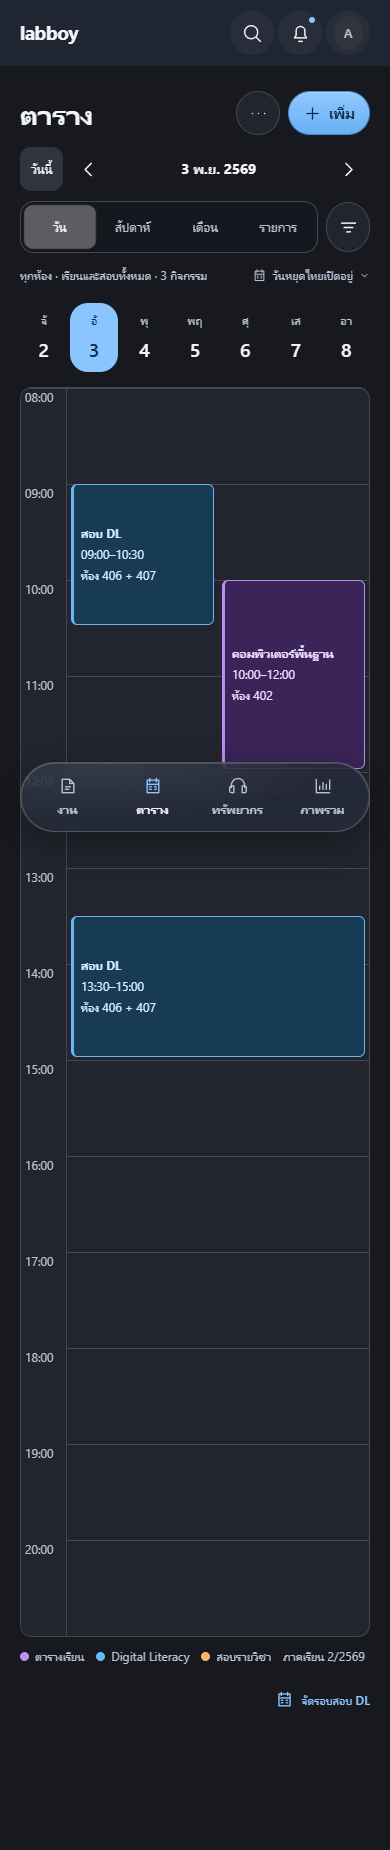 labboy
A
ตาราง
เพิ่ม
วันนี้
3 พ.ย. 2569
วัน สัปดาห์ เดือน รายการ
ทุกห้อง · เรียนและสอบทั้งหมด · 3 กิจกรรม
วันหยุดไทยเปิดอยู่
จ อ พ พฤ ศ ส อา
2 3 4 5 6 7 8
08:00
09:00
สอบ DL
09:00–10:30
ห้อง 406 + 407
10:00
คอมพิวเตอร์พื้นฐาน
10:00–12:00
ห้อง 402
11:00
12:00
งาน ตาราง ทรัพยากร ภาพรวม
13:00
สอบ DL
13:30–15:00
ห้อง 406 + 407
14:00
15:00
16:00
17:00
18:00
19:00
20:00
ตารางเรียน Digital Literacy สอบรายวิชา ภาคเรียน 2/2569
จัดรอบสอบ DL